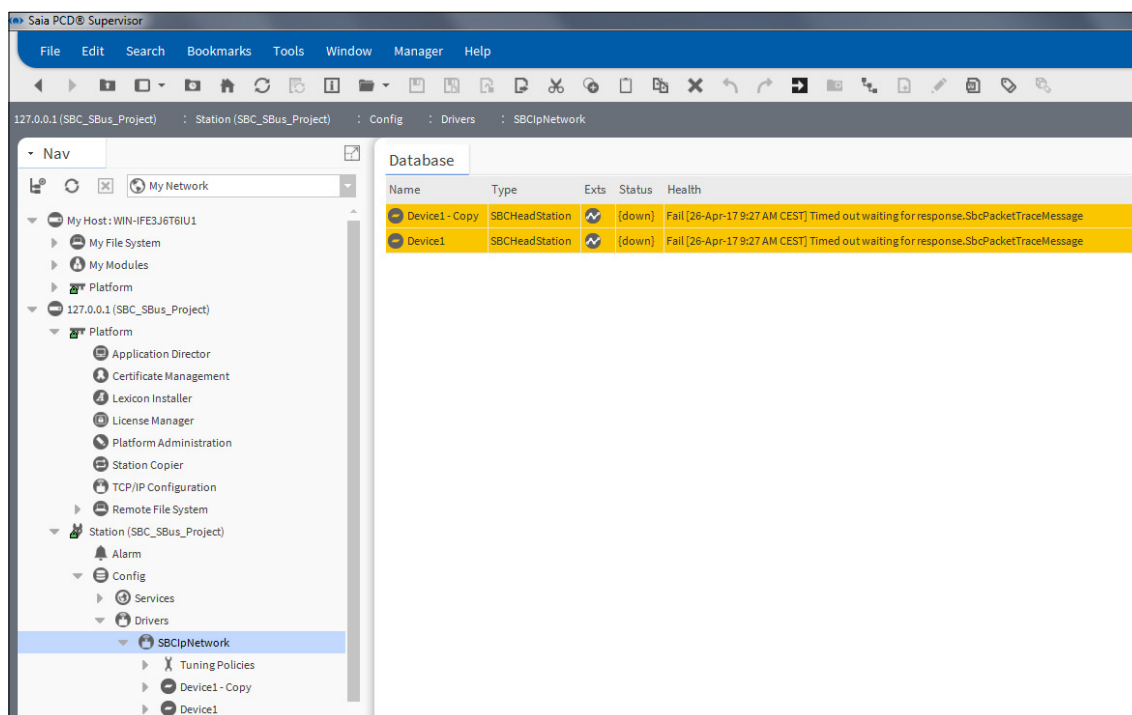 Saia PCD® Supervisor
File Edit Search Bookmarks Tools Window Manager Help
127.0.0.1 (SBC_SBus_Project) : Station (SBC_SBus_Project) : Config : Drivers : SBCIpNetwork
Nav
My Network
My Host : WIN-IFE3J6T6IU1
My File System
My Modules
Platform
127.0.0.1 (SBC_SBus_Project)
Platform
Application Director
Certificate Management
Lexicon Installer
License Manager
Platform Administration
Station Copier
TCP/IP Configuration
Remote File System
Station (SBC_SBus_Project)
Alarm
Config
Services
Drivers
SBCIpNetwork
Tuning Policies
Device1 - Copy
Device1
Database
Name Type Exts Status Health
Device1 - Copy SBCHeadStation {down} Fail [26-Apr-17 9:27 AM CEST] Timed out waiting for response.SbcPacketTraceMessage
Device1 SBCHeadStation {down} Fail [26-Apr-17 9:27 AM CEST] Timed out waiting for response.SbcPacketTraceMessage